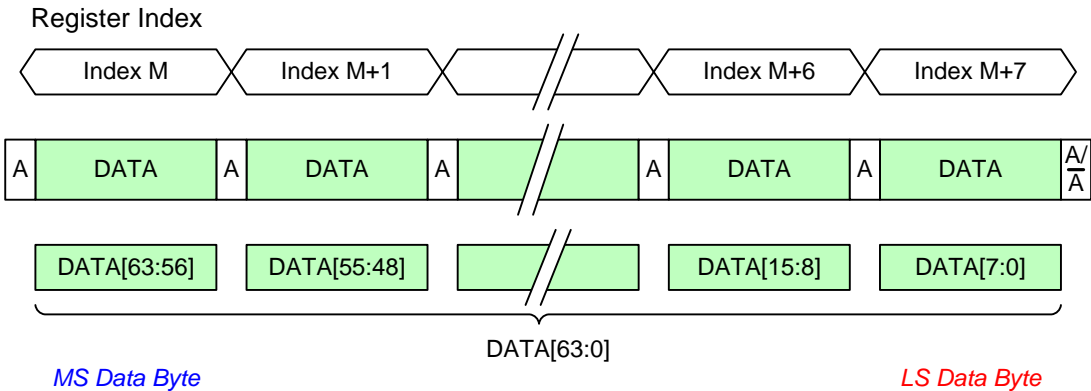 Register Index
Index M Index M+1 Index M+6 Index M+7
A DATA A DATA A A DATA A DATA A/A̅
DATA[63:56] DATA[55:48] DATA[15:8] DATA[7:0]
DATA[63:0]
MS Data Byte LS Data Byte